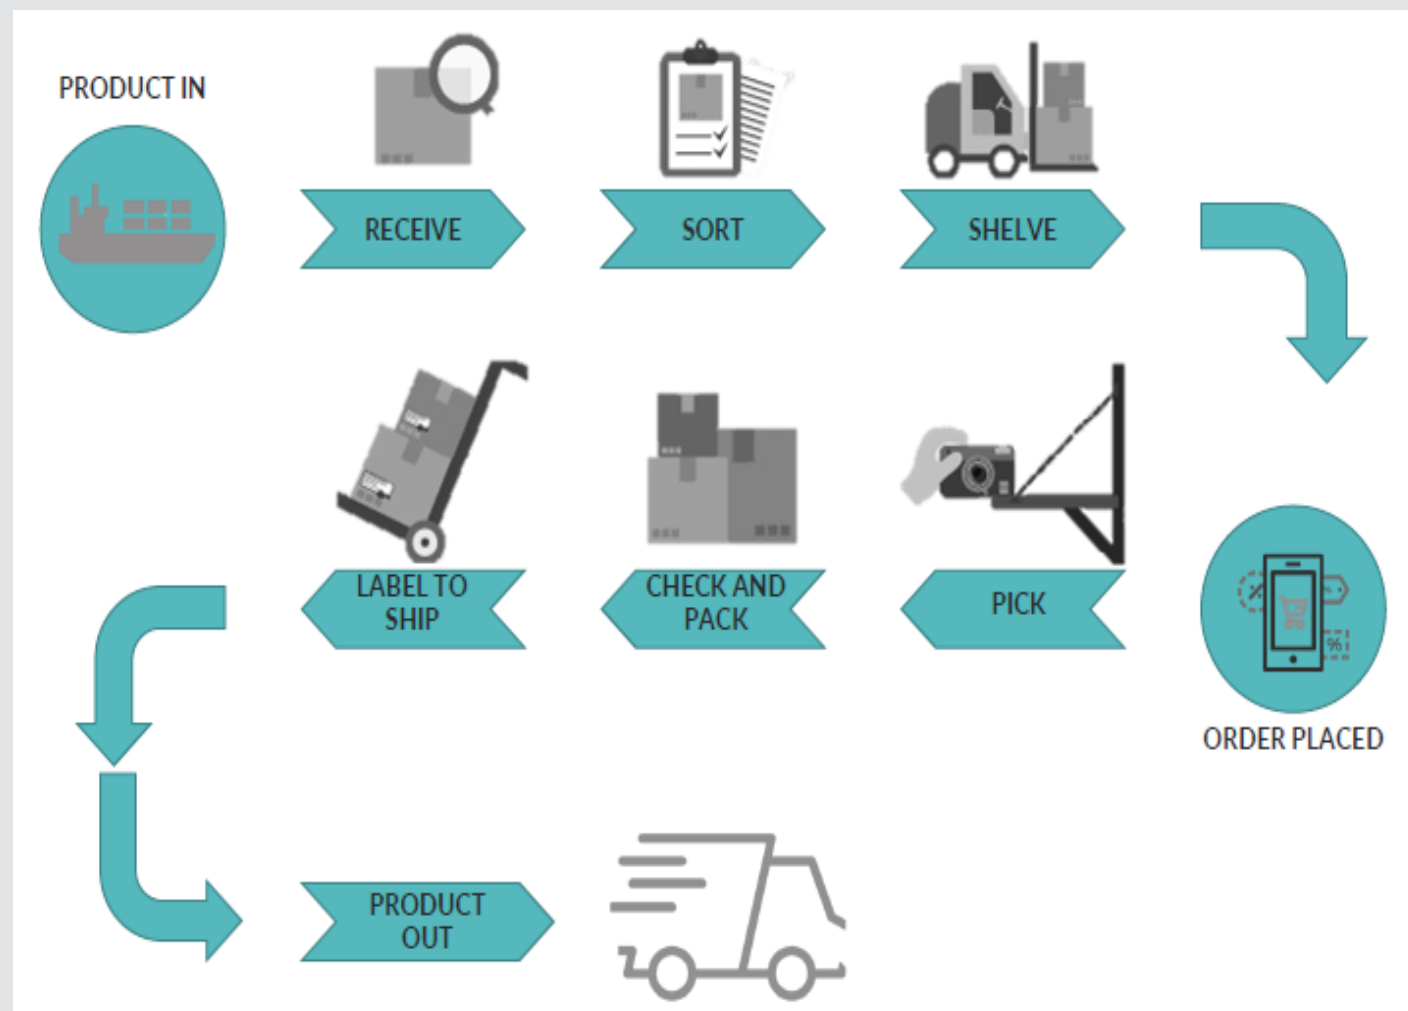 PRODUCT IN
RECEIVE
SORT
SHELVE
ORDER PLACED
PICK
CHECK AND
PACK
LABEL TO
SHIP
PRODUCT
OUT
%